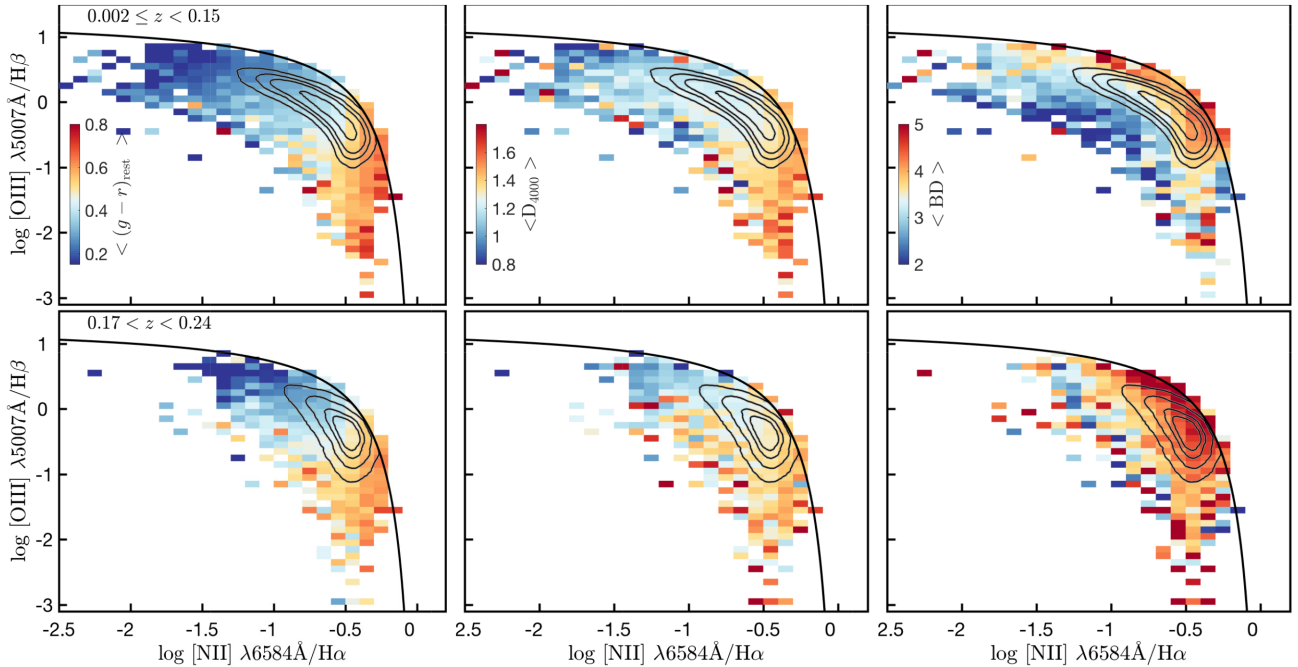 0.002 ≤ z < 0.15
1
0
-1
-2
-3
log [OIII] λ5007Å/Hβ
0.8
0.6
0.4
0.2
< (g − r)rest >
1.6
1.4
1.2
1
0.8
<D4000 >
5
4
3
2
< BD >
0.17 < z < 0.24
1
0
-1
-2
-3
log [OIII] λ5007Å/Hβ
-2.5 -2 -1.5 -1 -0.5 0
2.5 -2 -1.5 -1 -0.5 0
2.5 -2 -1.5 -1 -0.5 0
log [NII] λ6584Å/Hα
log [NII] λ6584Å/Hα
log [NII] λ6584Å/Hα